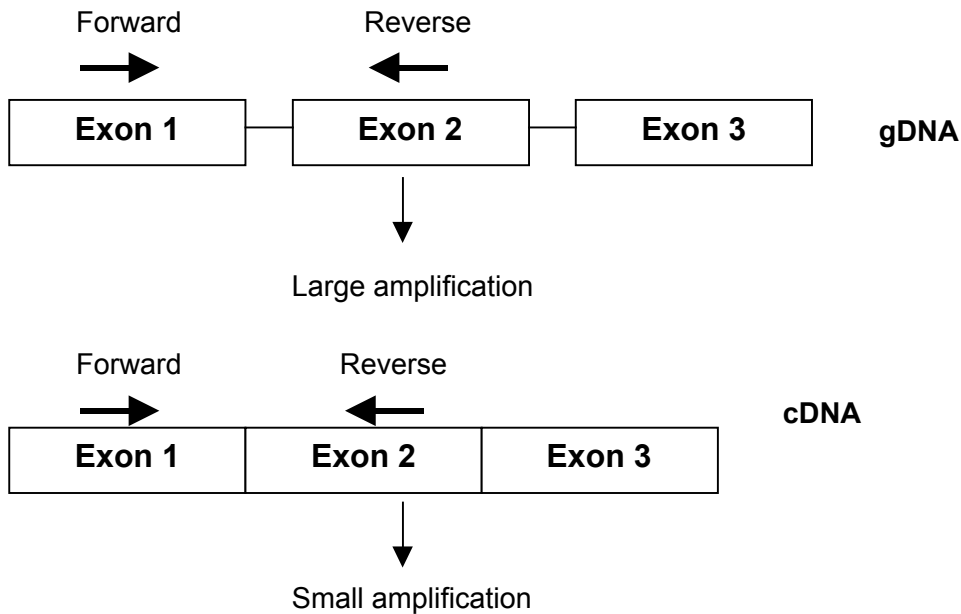 Forward Reverse
Exon 1 Exon 2 Exon 3 gDNA
Large amplification
Forward Reverse
cDNA
Exon 1 Exon 2 Exon 3
Small amplification